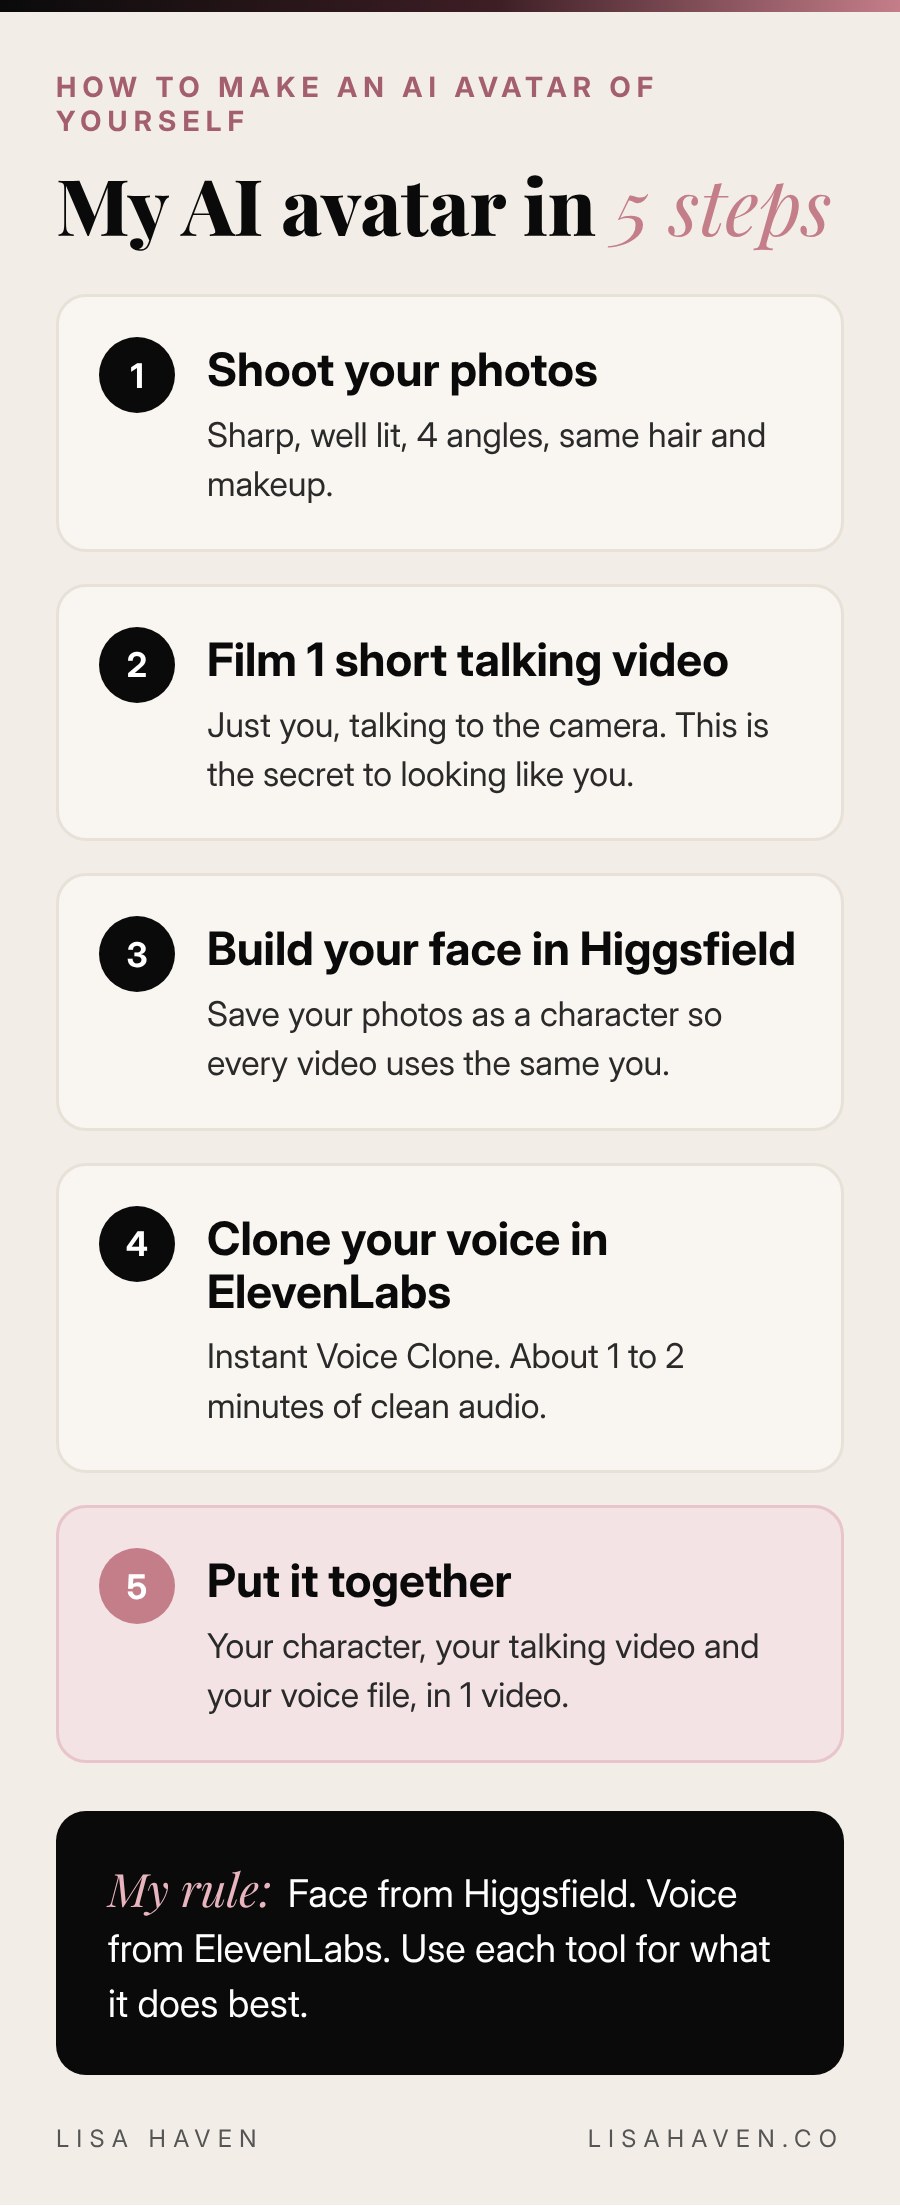 HOW TO MAKE AN AI AVATAR OF
YOURSELF
My AI avatar in 5 steps
1
Shoot your photos
Sharp, well lit, 4 angles, same hair and
makeup.
2
Film 1 short talking video
Just you, talking to the camera. This is
the secret to looking like you.
3
Build your face in Higgsfield
Save your photos as a character so
every video uses the same you.
4
Clone your voice in
ElevenLabs
Instant Voice Clone. About 1 to 2
minutes of clean audio.
5
Put it together
Your character, your talking video and
your voice file, in 1 video.
My rule: Face from Higgsfield. Voice
from ElevenLabs. Use each tool for what
it does best.
LISA HAVEN
LISAHAVEN.CO